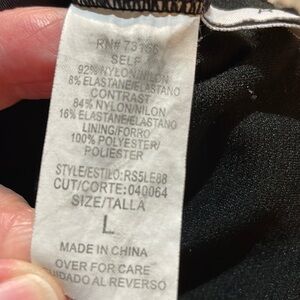 RN# 73766
SELF
92% NYLON/NILON
8% ELASTANE/ELASTANO
CONTRAST
84% NYLON/NILON
16% ELASTANE/ELASTANO
LINING/FORRO
100% POLYESTER/
POLIESTER
STYLE/ESTILO: RS5LE88
CUT/CORTE: 040064
SIZE/TALLA
L
MADE IN CHINA
OVER FOR CARE
CUIDADO AL REVERSO